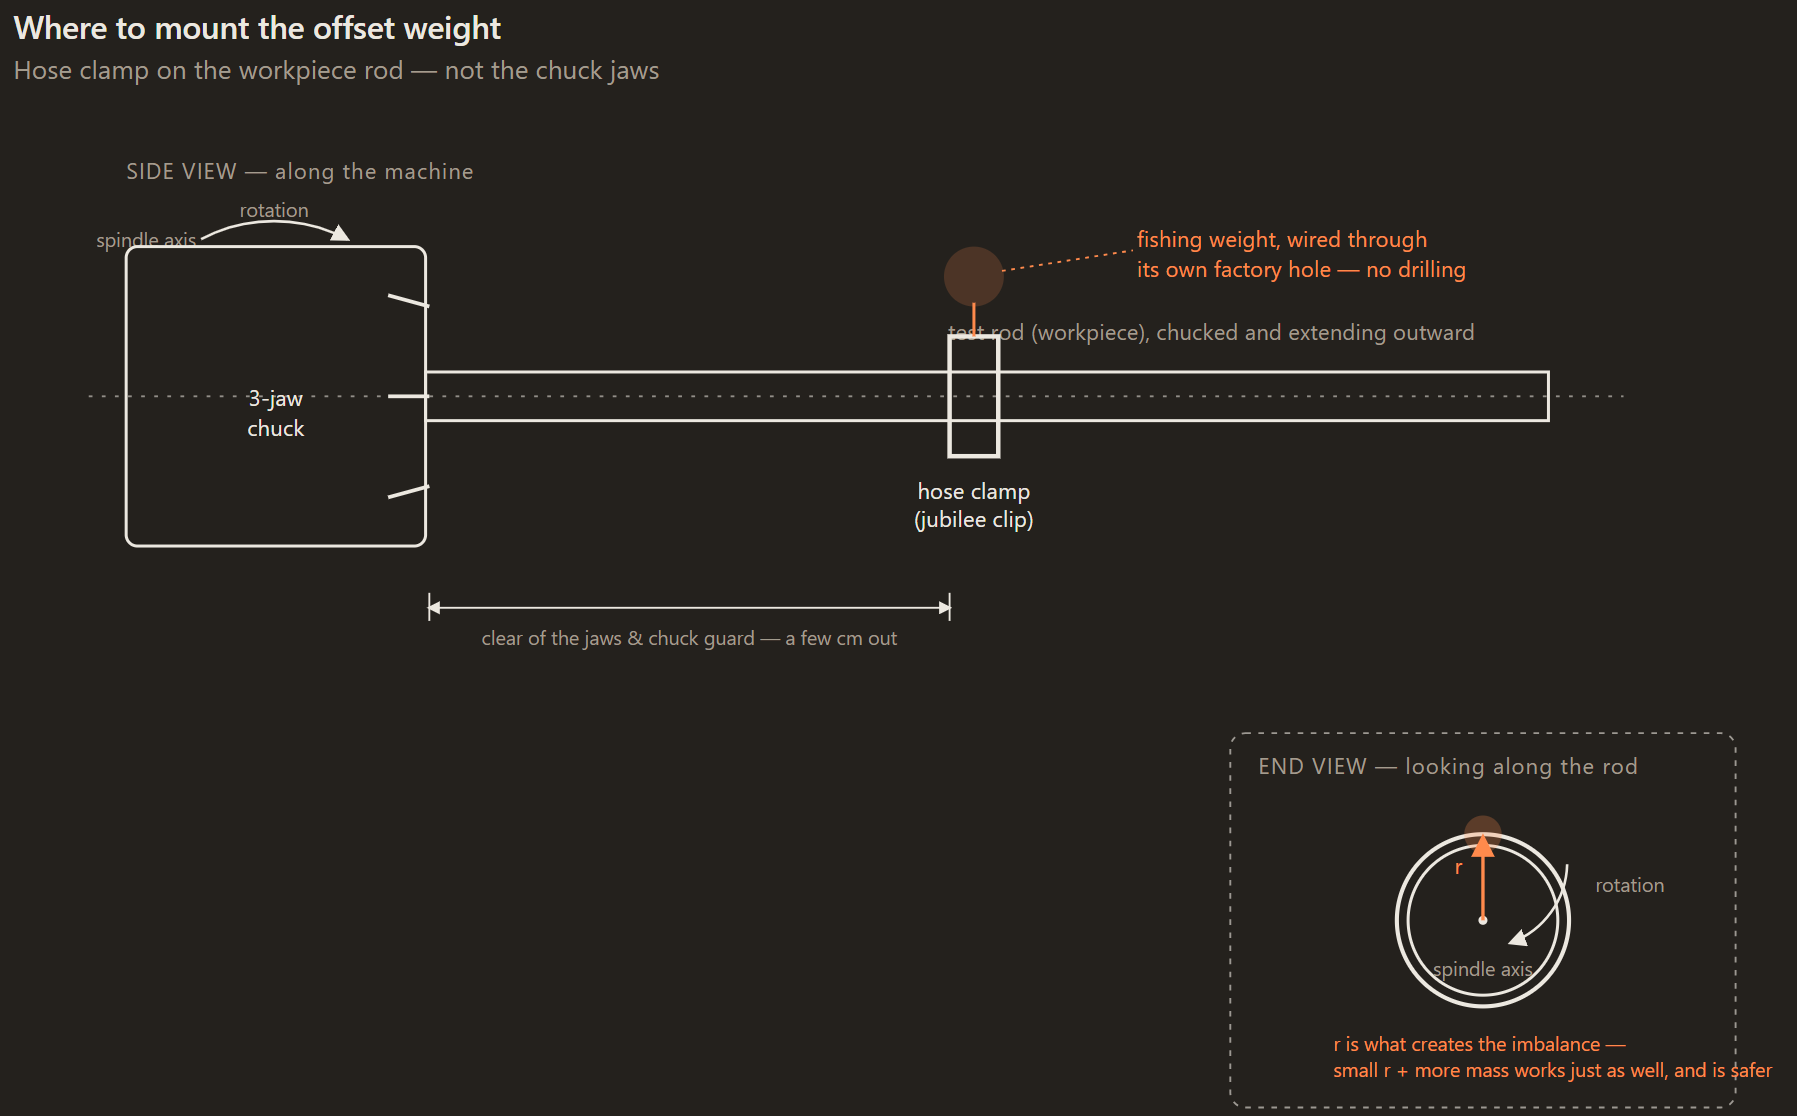 Where to mount the offset weight
Hose clamp on the workpiece rod — not the chuck jaws
SIDE VIEW — along the machine
rotation
spindle axis
fishing weight, wired through
its own factory hole — no drilling
test rod (workpiece), chucked and extending outward
3-jaw
chuck
hose clamp
(jubilee clip)
clear of the jaws & chuck guard — a few cm out
END VIEW — looking along the rod
r
rotation
spindle axis
r is what creates the imbalance —
small r + more mass works just as well, and is safer